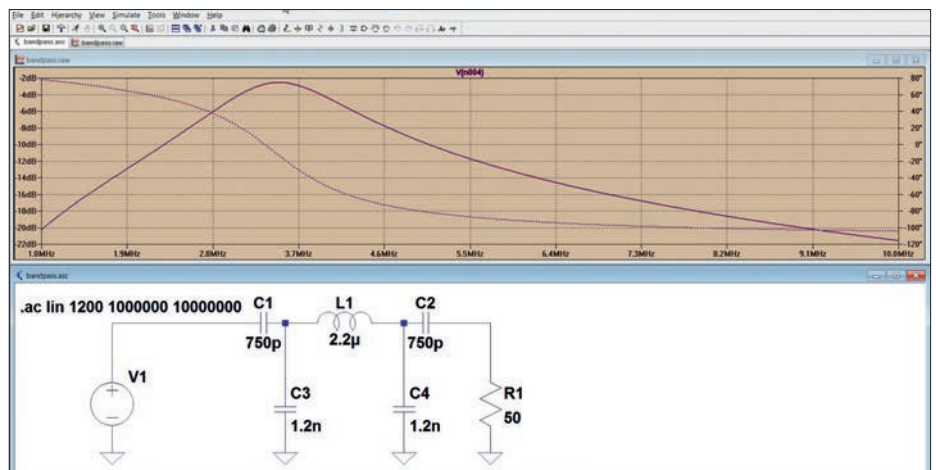 File Edit Hierarchy View Simulate Tools Window Help
bandpass.asc bandpass.raw
bandpass.raw
V(n004)
-2dB 80°
-4dB 60°
-6dB 40°
-8dB 20°
-10dB 0°
-12dB -20°
-14dB -40°
-16dB -60°
-18dB -80°
-20dB -100°
-22dB -120°
1.0MHz 1.9MHz 2.8MHz 3.7MHz 4.6MHz 5.5MHz 6.4MHz 7.3MHz 8.2MHz 9.1MHz 10.0MHz
bandpass.asc
.ac lin 1200 1000000 10000000 C1 L1 C2
750p 2.2µ 750p
V1 C3 C4 R1
1.2n 1.2n 50